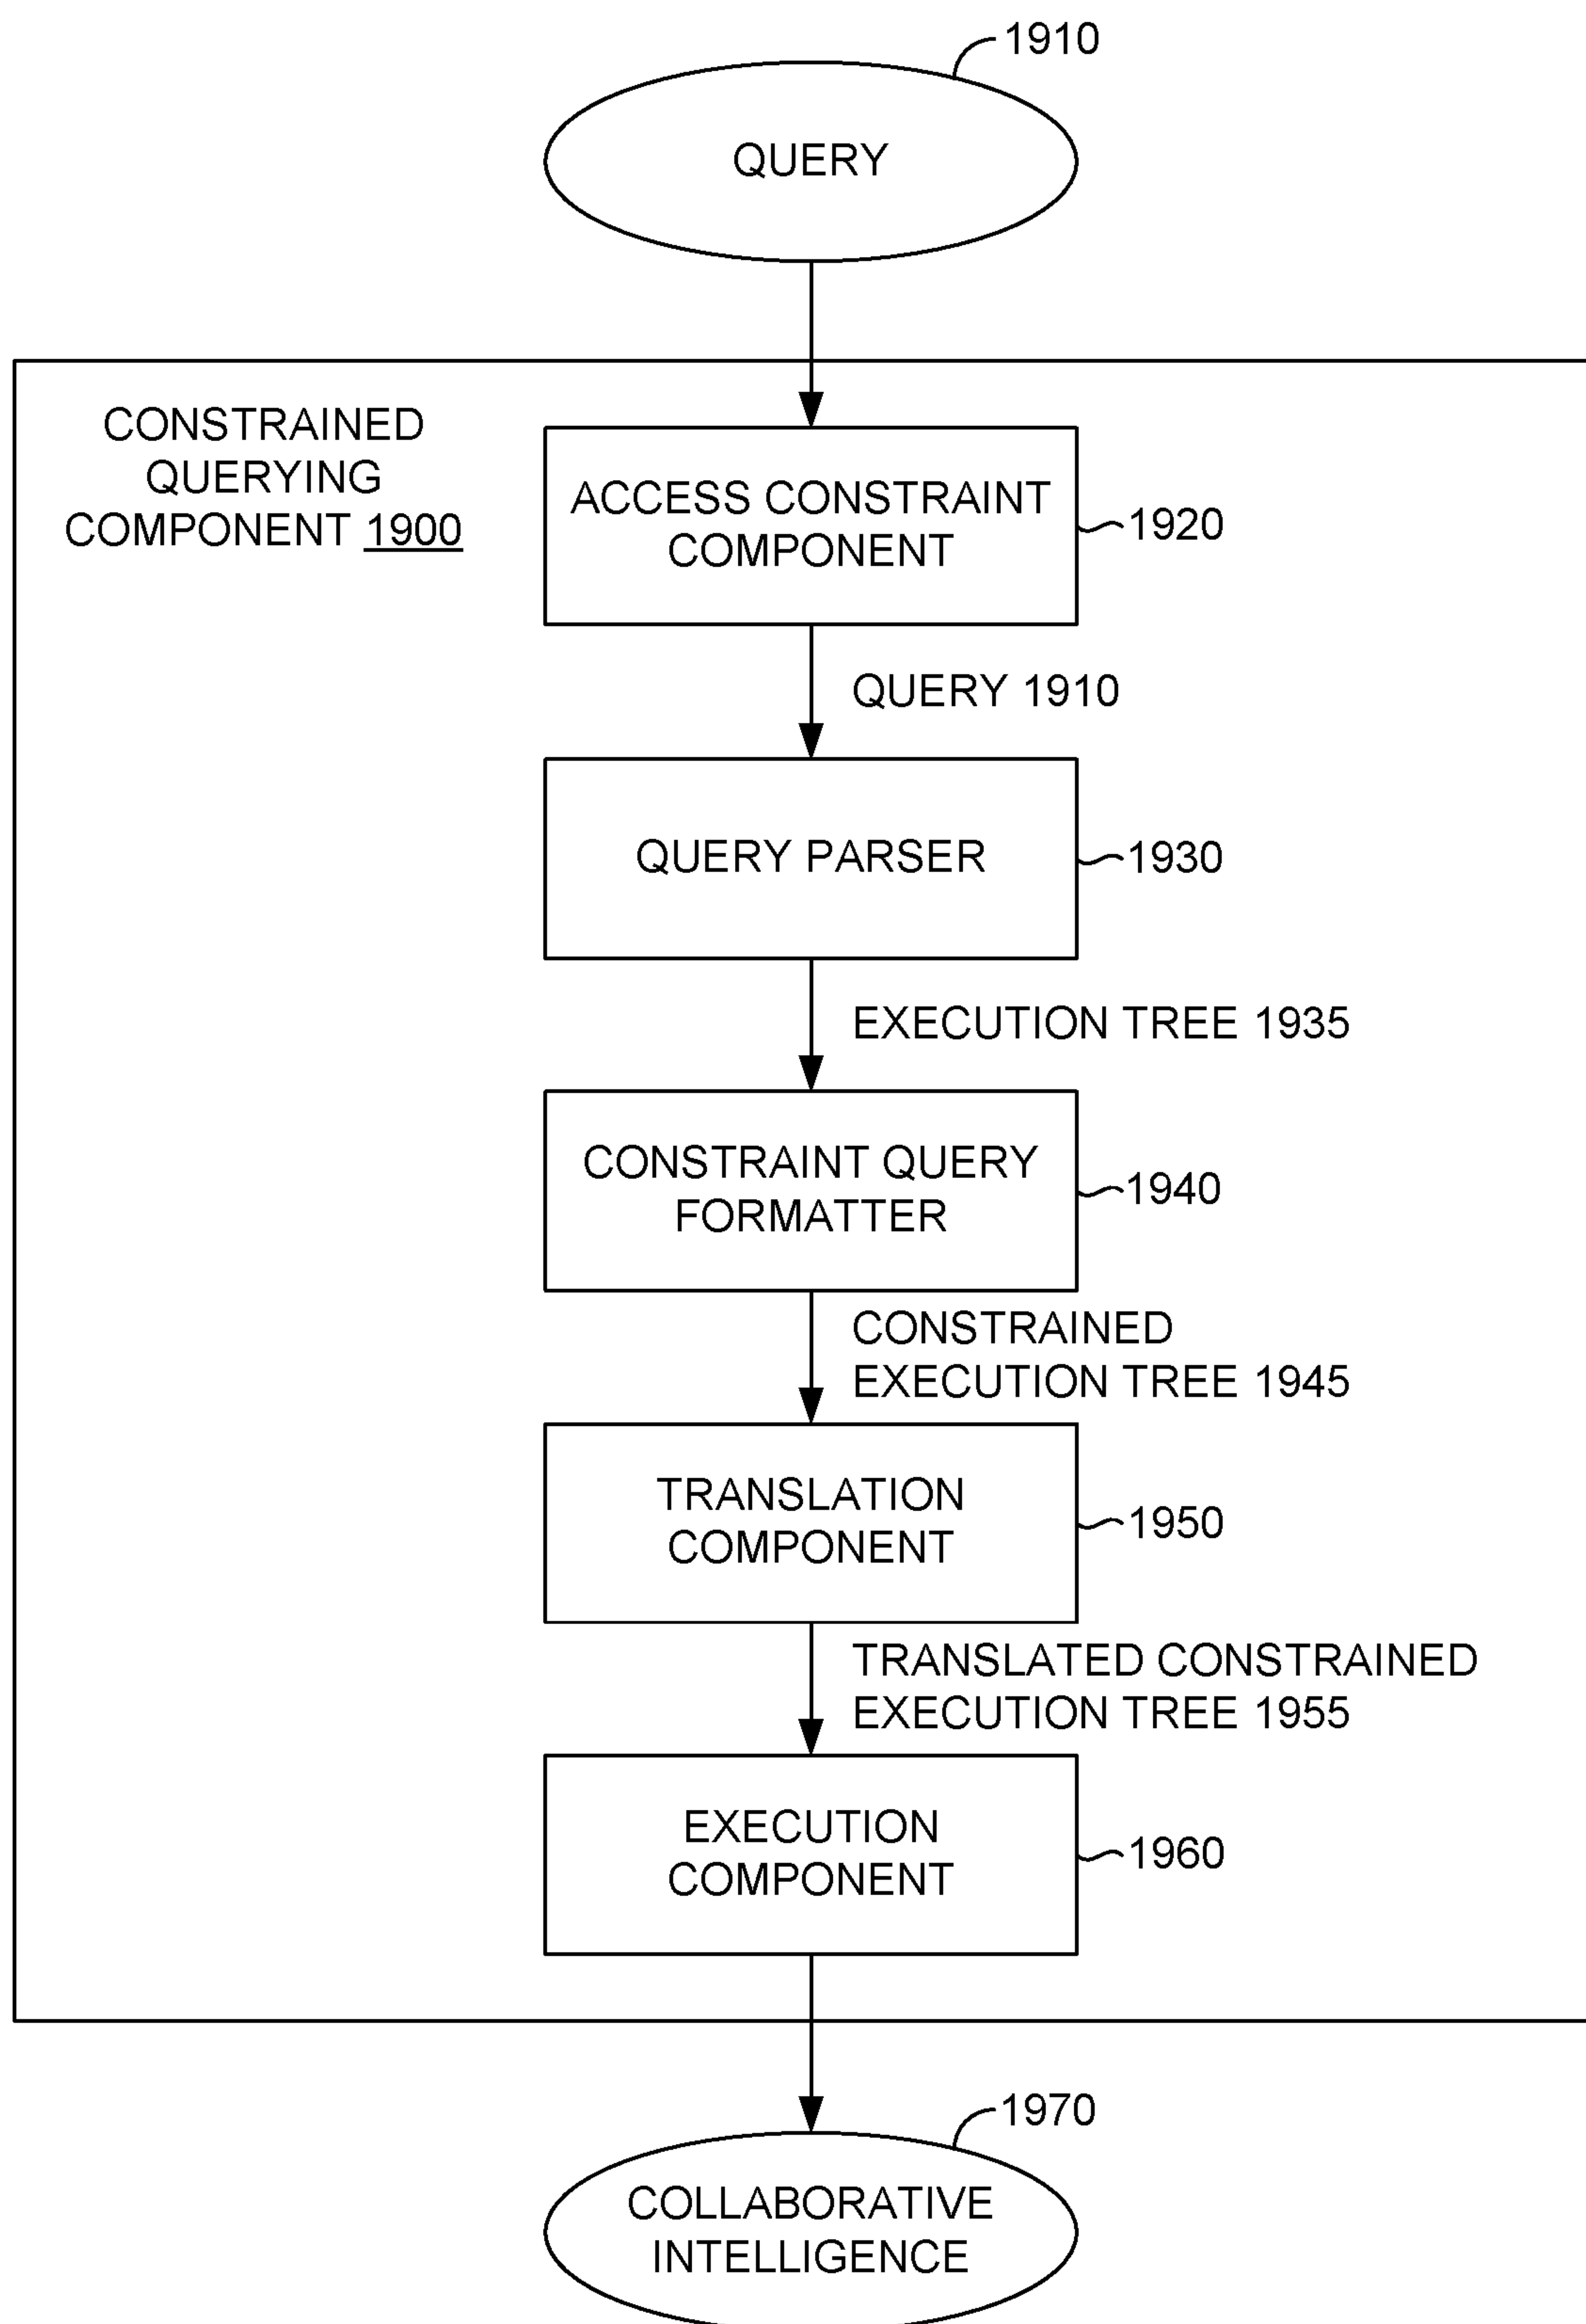 1910
QUERY
CONSTRAINED
QUERYING
COMPONENT 1900
ACCESS CONSTRAINT
COMPONENT
1920
QUERY 1910
QUERY PARSER
1930
EXECUTION TREE 1935
CONSTRAINT QUERY
FORMATTER
1940
CONSTRAINED
EXECUTION TREE 1945
TRANSLATION
COMPONENT
1950
TRANSLATED CONSTRAINED
EXECUTION TREE 1955
EXECUTION
COMPONENT
1960
1970
COLLABORATIVE
INTELLIGENCE